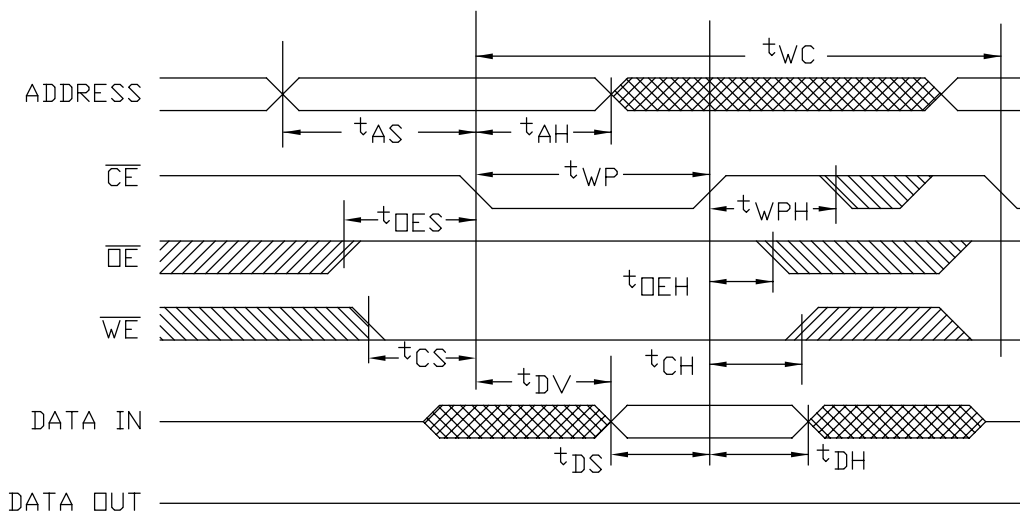 tWC
ADDRESS
tAS
tAH
CE
tWP
tWPH
tOES
OE
tOEH
WE
tCS
tCH
tDV
DATA IN
tDS
tDH
DATA OUT